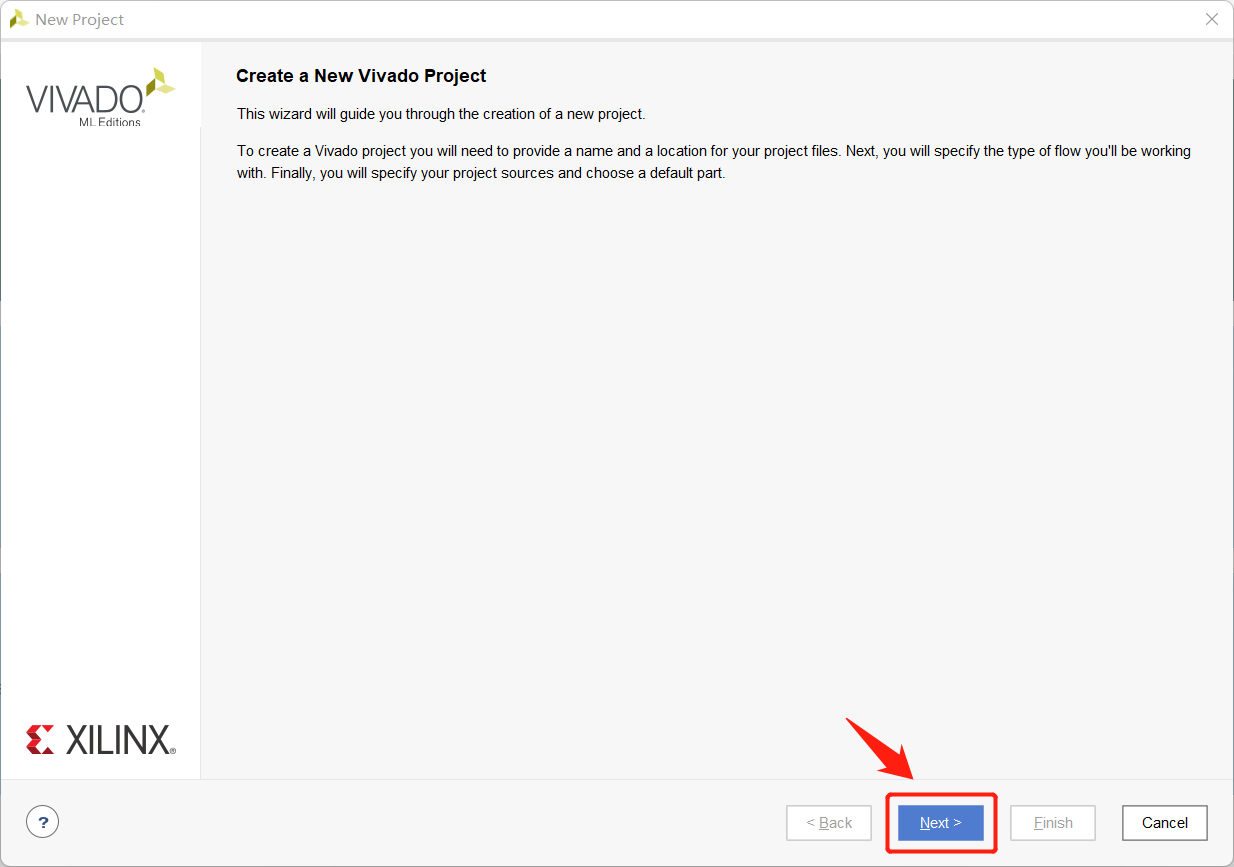 New Project
VIVADO
ML Editions
Create a New Vivado Project
This wizard will guide you through the creation of a new project.
To create a Vivado project you will need to provide a name and a location for your project files. Next, you will specify the type of flow you'll be working
with. Finally, you will specify your project sources and choose a default part.
XILINX®
?
< Back
Next >
Finish
Cancel